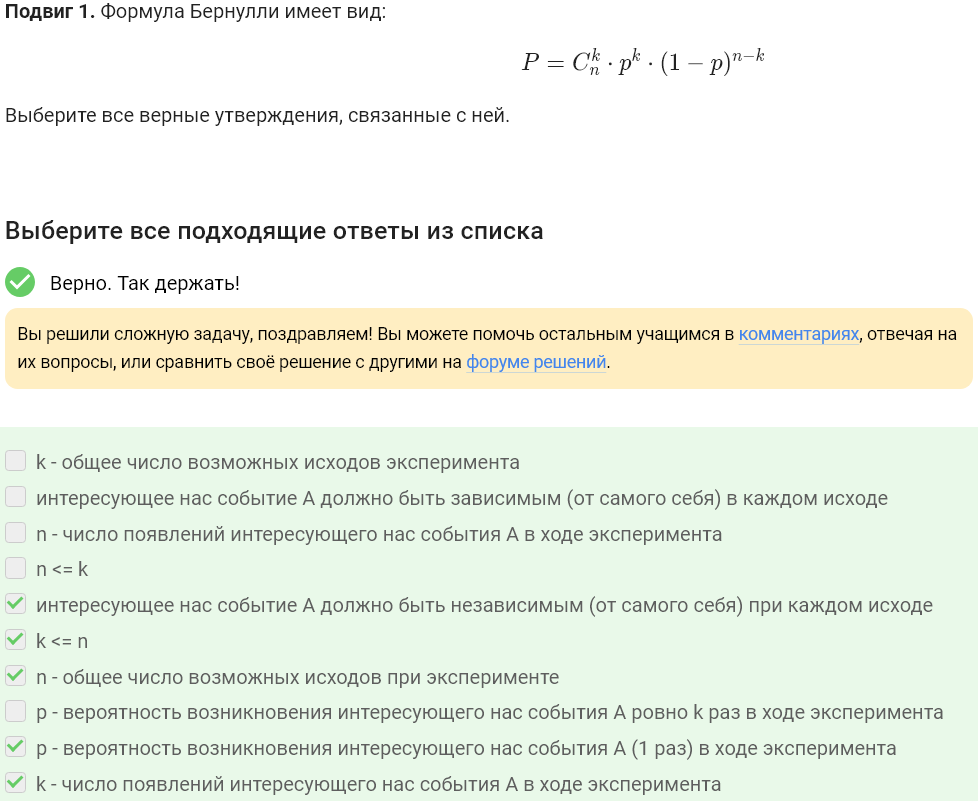 Подвиг 1. Формула Бернулли имеет вид:
P = C_n^k · p^k · (1 − p)^{n−k}
Выберите все верные утверждения, связанные с ней.
Выберите все подходящие ответы из списка
Верно. Так держать!
Вы решили сложную задачу, поздравляем! Вы можете помочь остальным учащимся в комментариях, отвечая на
их вопросы, или сравнить своё решение с другими на форуме решений.
k - общее число возможных исходов эксперимента
интересующее нас событие A должно быть зависимым (от самого себя) в каждом исходе
n - число появлений интересующего нас события A в ходе эксперимента
n <= k
интересующее нас событие A должно быть независимым (от самого себя) при каждом исходе
k <= n
n - общее число возможных исходов при эксперименте
p - вероятность возникновения интересующего нас события A ровно k раз в ходе эксперимента
p - вероятность возникновения интересующего нас события A (1 раз) в ходе эксперимента
k - число появлений интересующего нас события A в ходе эксперимента